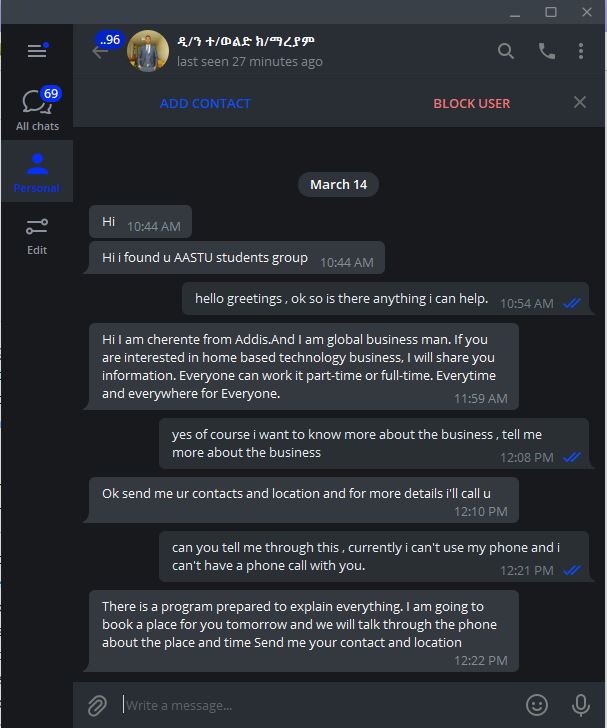 ..96
ዲ/ን ተ/ወልድ ክ/ማረያም
last seen 27 minutes ago
69
All chats
Personal
Edit
ADD CONTACT
BLOCK USER
March 14
Hi
10:44 AM
Hi i found u AASTU students group
10:44 AM
hello greetings , ok so is there anything i can help.
10:54 AM
Hi I am cherente from Addis.And I am global business man. If you
are interested in home based technology business, I will share you
information. Everyone can work it part-time or full-time. Everytime
and everywhere for Everyone.
11:59 AM
yes of course i want to know more about the business , tell me
more about the business
12:08 PM
Ok send me ur contacts and location and for more details i'll call u
12:10 PM
can you tell me through this , currently i can't use my phone and i
can't have a phone call with you.
12:21 PM
There is a program prepared to explain everything. I am going to
book a place for you tomorrow and we will talk through the phone
about the place and time Send me your contact and location
12:22 PM
Write a message...